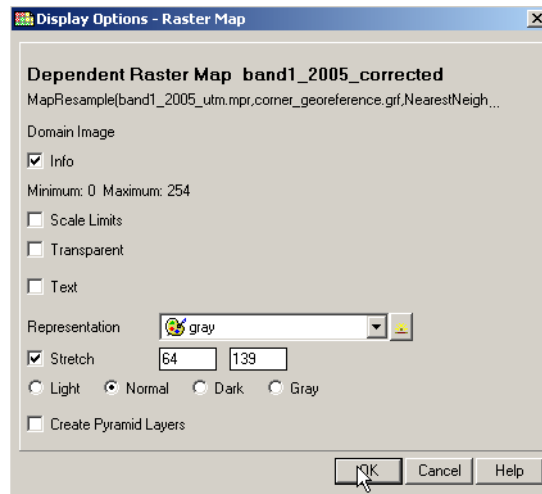 Display Options - Raster Map
Dependent Raster Map band1_2005_corrected
MapResample(band1_2005_utm.mpr,corner_georeference.grf,NearestNeigh...
Domain Image
Info
Minimum: 0 Maximum: 254
Scale Limits
Transparent
Text
Representation gray
Stretch 64 139
Light Normal Dark Gray
Create Pyramid Layers
OK Cancel Help